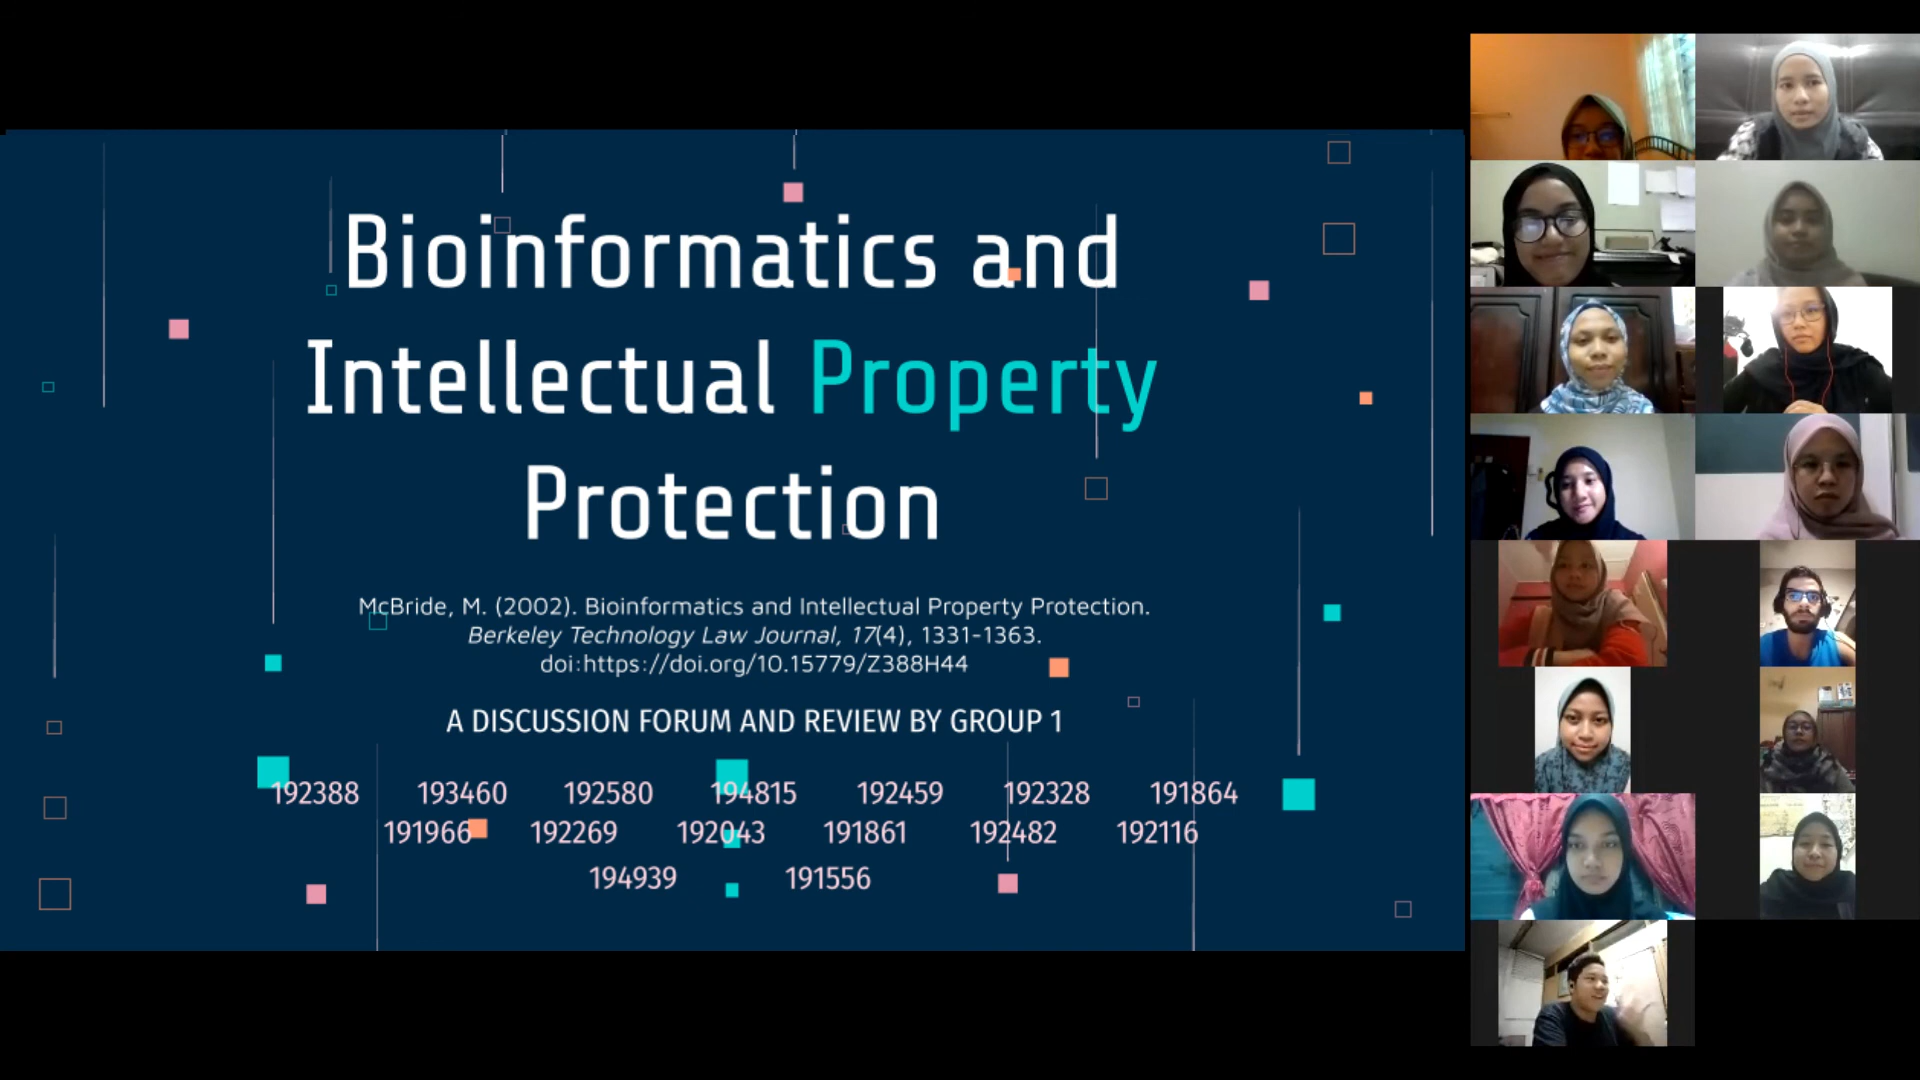 Bioinformatics and
Intellectual Property
Protection
McBride, M. (2002). Bioinformatics and Intellectual Property Protection.
Berkeley Technology Law Journal, 17(4), 1331-1363.
doi:https://doi.org/10.15779/Z388H44
A DISCUSSION FORUM AND REVIEW BY GROUP 1
192388 193460 192580 194815 192459 192328 191864
191966 192269 192043 191861 192482 192116
194939 191556